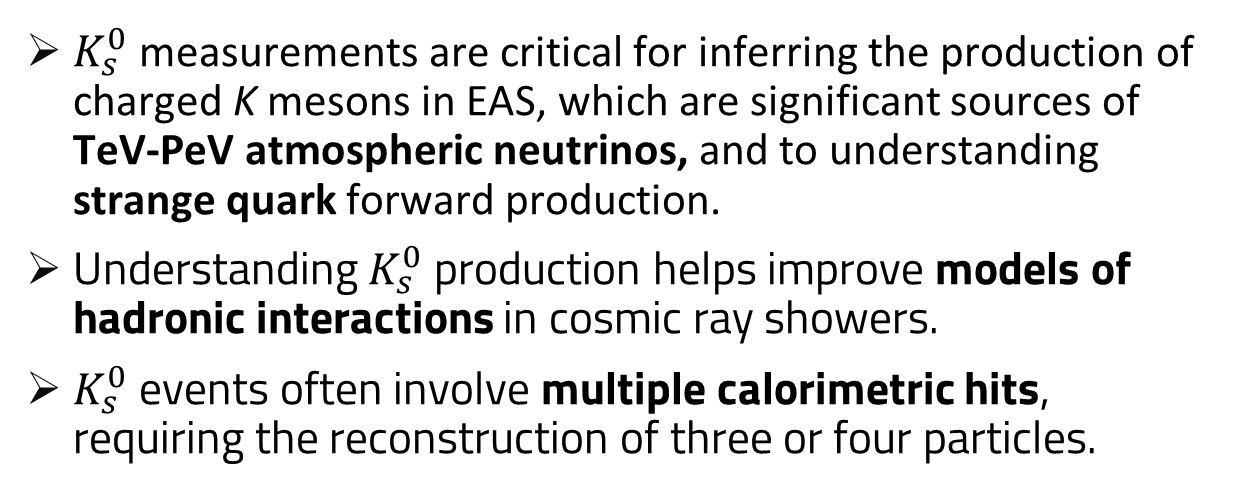 ➢ $K_s^0$ measurements are critical for inferring the production of
charged K mesons in EAS, which are significant sources of
TeV-PeV atmospheric neutrinos, and to understanding
strange quark forward production.
➢ Understanding $K_s^0$ production helps improve models of
hadronic interactions in cosmic ray showers.
➢ $K_s^0$ events often involve multiple calorimetric hits,
requiring the reconstruction of three or four particles.